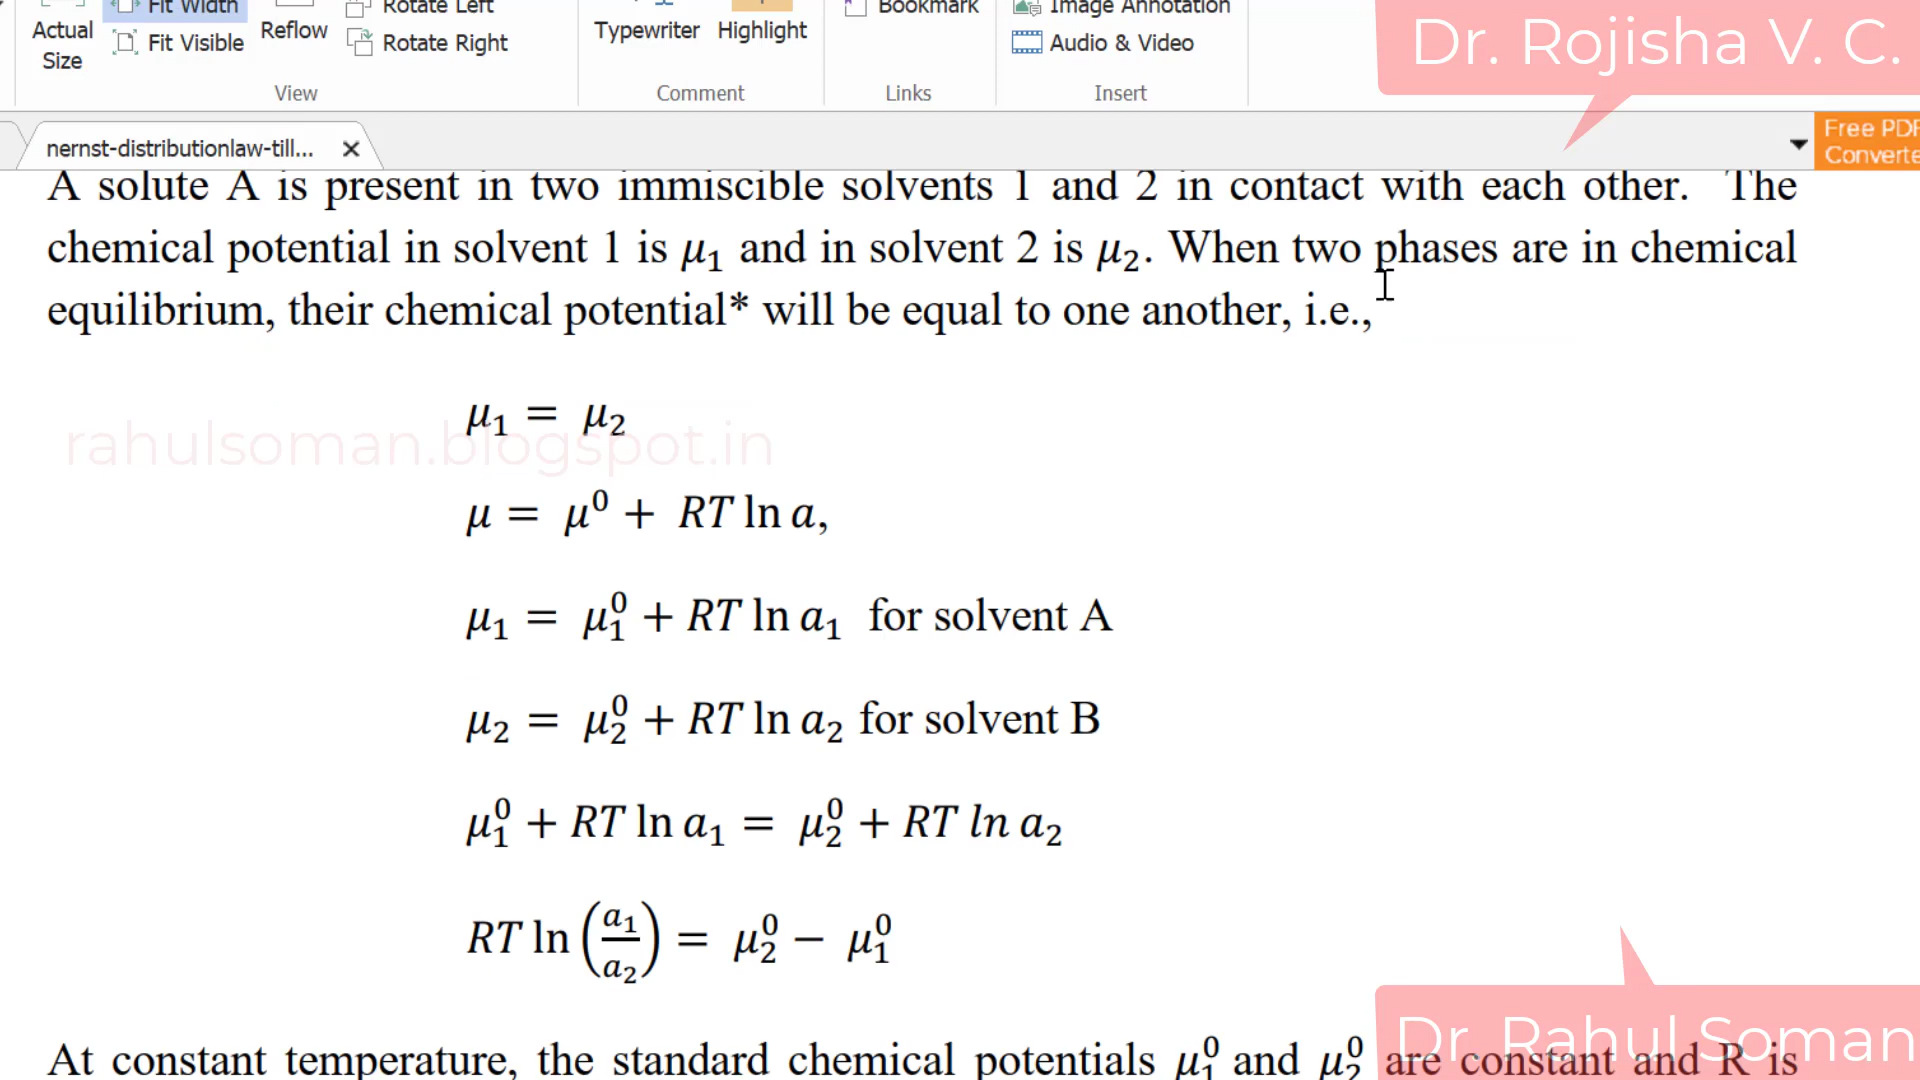 Fit Width
Rotate Left
Bookmark
Image Annotation
Actual
Size
Fit Visible
Reflow
Rotate Right
Typewriter
Highlight
Audio & Video
View
Comment
Links
Insert
Dr. Rojisha V. C.
nernst-distributionlaw-till...
Free PDF
Converte
A solute A is present in two immiscible solvents 1 and 2 in contact with each other. The
chemical potential in solvent 1 is μ₁ and in solvent 2 is μ₂. When two phases are in chemical
equilibrium, their chemical potential* will be equal to one another, i.e.,
μ₁ = μ₂
rahulsoman.blogspot.in
μ = μ⁰ + RT ln a,
μ₁ = μ₁⁰ + RT ln a₁ for solvent A
μ₂ = μ₂⁰ + RT ln a₂ for solvent B
μ₁⁰ + RT ln a₁ = μ₂⁰ + RT ln a₂
RT ln (a₁/a₂) = μ₂⁰ − μ₁⁰
At constant temperature, the standard chemical potentials μ₁⁰ and μ₂⁰ are constant and R is
Dr. Rahul Soman